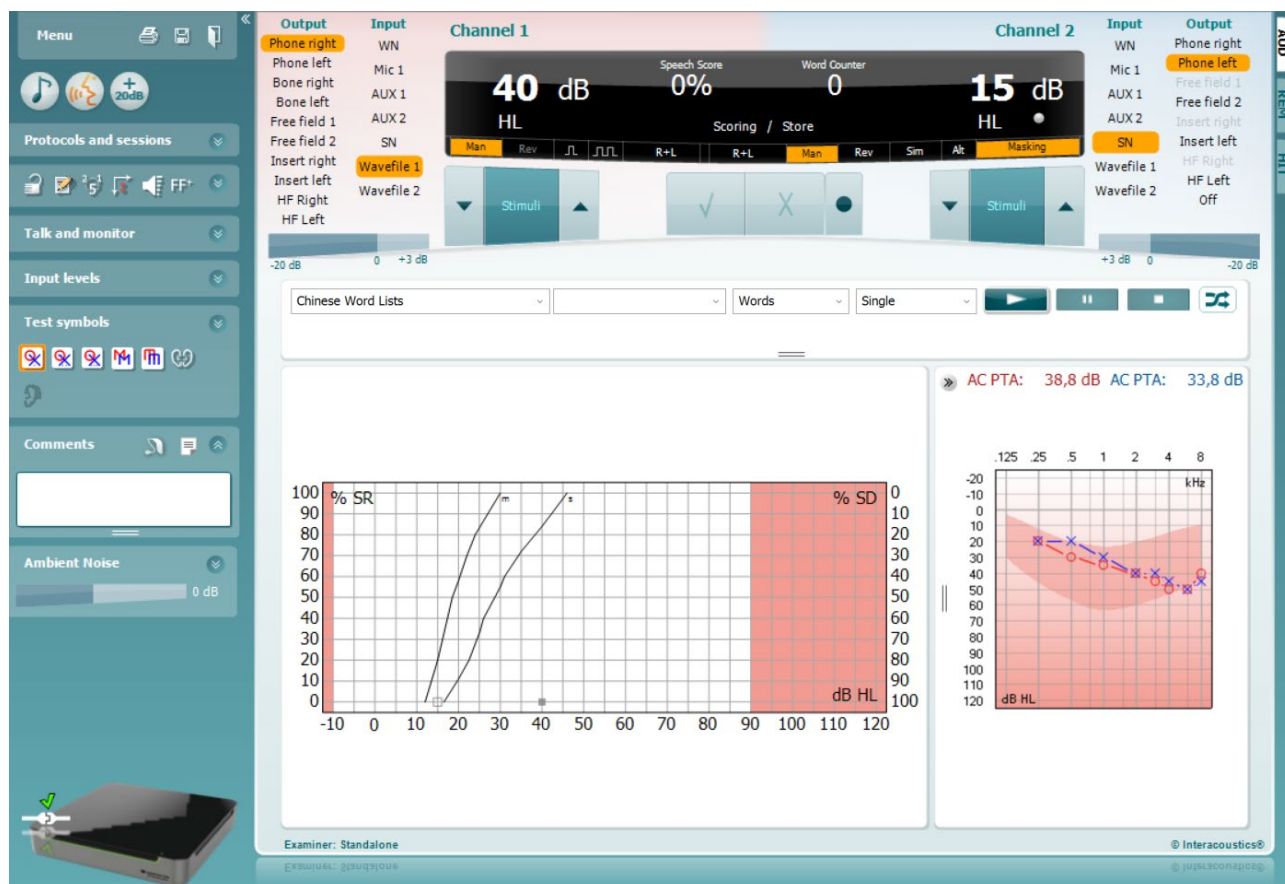 Menu
Protocols and sessions
FF+
Talk and monitor
Input levels
Test symbols
Comments
Ambient Noise
0 dB
+20dB
Output
Phone right
Phone left
Bone right
Bone left
Free field 1
Free field 2
Insert right
Insert left
HF Right
HF Left
Input
WN
Mic 1
AUX 1
AUX 2
SN
Wavefile 1
Wavefile 2
-20 dB 0 +3 dB
Channel 1
Channel 2
40 dB
HL
Speech Score
0%
Word Counter
0
Scoring / Store
15 dB
HL
Man Rev R+L R+L Man Rev Sim Alt Masking
Stimuli
Stimuli
Input
WN
Mic 1
AUX 1
AUX 2
SN
Wavefile 1
Wavefile 2
Output
Phone right
Phone left
Free field 1
Free field 2
Insert right
Insert left
HF Right
HF Left
Off
+3 dB 0 -20 dB
AUD
REM
HIT
Chinese Word Lists Words Single
% SR % SD
100 90 80 70 60 50 40 30 20 10 0
m s
0 10 20 30 40 50 60 70 80 90 100
dB HL
-10 0 10 20 30 40 50 60 70 80 90 100 110 120
AC PTA: 38,8 dB AC PTA: 33,8 dB
.125 .25 .5 1 2 4 8
kHz
-20
-10
0
10
20
30
40
50
60
70
80
90
100
110
120
dB HL
Examiner: Standalone
© Interacoustics®